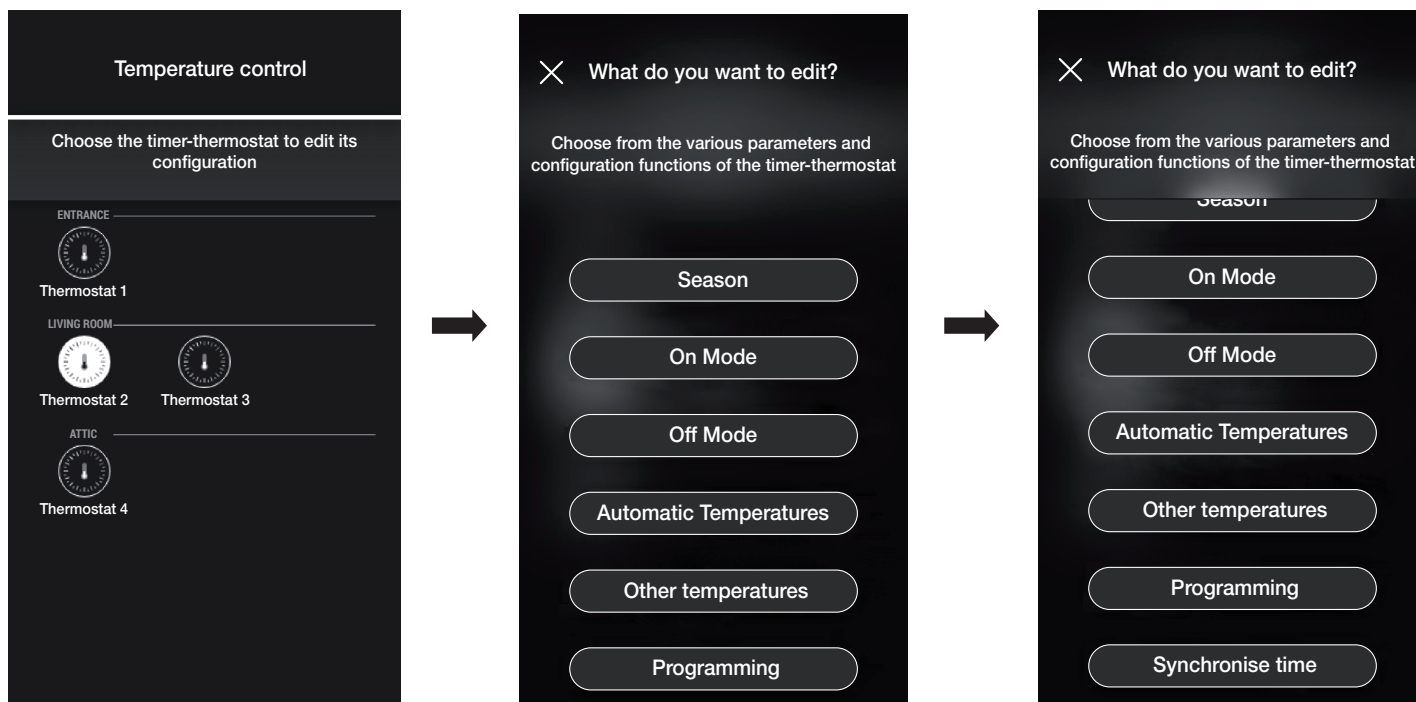 Temperature control
Choose the timer-thermostat to edit its
configuration
ENTRANCE
Thermostat 1
LIVING ROOM
Thermostat 2
Thermostat 3
ATTIC
Thermostat 4
What do you want to edit?
Choose from the various parameters and
configuration functions of the timer-thermostat
Season
On Mode
Off Mode
Automatic Temperatures
Other temperatures
Programming
What do you want to edit?
Choose from the various parameters and
configuration functions of the timer-thermostat
Season
On Mode
Off Mode
Automatic Temperatures
Other temperatures
Programming
Synchronise time